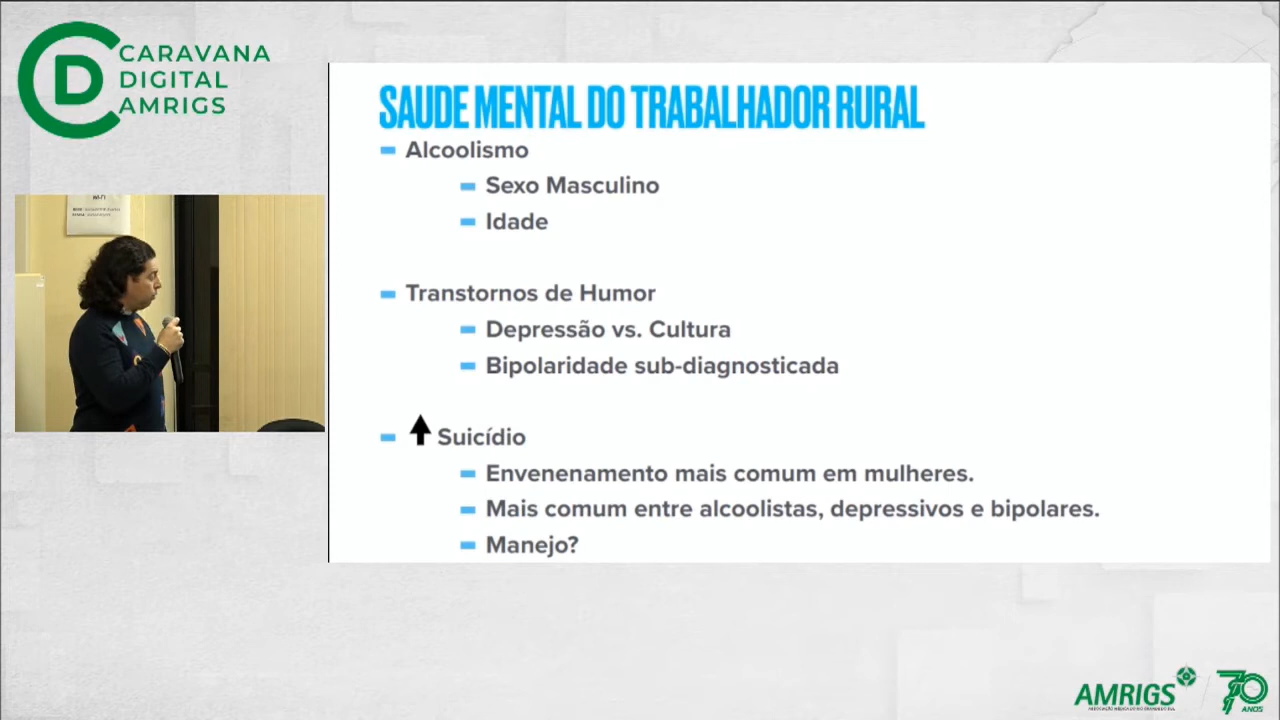 CARAVANA
DIGITAL
AMRIGS
SAUDE MENTAL DO TRABALHADOR RURAL
Alcoolismo
Sexo Masculino
Idade
Transtornos de Humor
Depressão vs. Cultura
Bipolaridade sub-diagnosticada
Suicídio
Envenenamento mais comum em mulheres.
Mais comum entre alcoolistas, depressivos e bipolares.
Manejo?
AMRIGS
70
ANOS